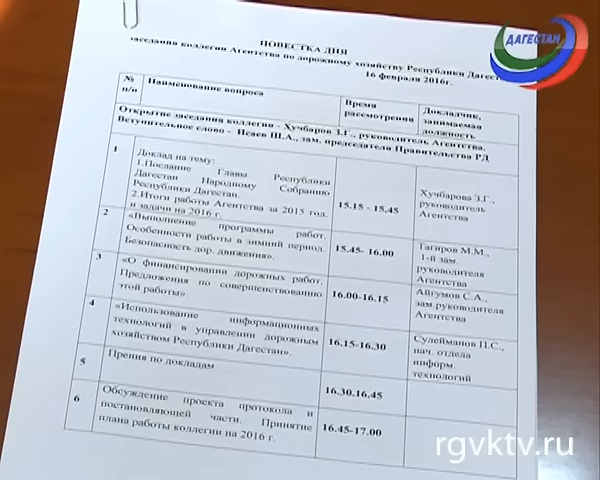 ПОВЕСТКА ДНЯ
заседания коллегии Агентства по дорожному хозяйству Республики Дагестан
16 февраля 2016г.
ДАГЕСТАН
№ п/п
Наименование вопроса
Время рассмотрения
Докладчик, занимаемая должность
Открытие заседания коллегии - Хучбаров З.Г., руководитель Агентства.
Вступительное слово - Исаев Ш.А., зам. председателя Правительства РД
1
Доклад на тему:
1.Послание Главы Республики
Дагестан Народному Собранию
Республики Дагестан.
2.Итоги работы Агентства за 2015 год.
и задачи на 2016 г.
15.15 - 15.45
Хучбарова З.Г.,
руководитель
Агентства
2
«Выполнение программы работ.
Особенности работы в зимний период.
Безопасность дор. движения».
15.45- 16.00
Тагиров М.М.,
1-й зам.
руководителя
Агентства
3
«О финансировании дорожных работ.
Предложения по совершенствованию
этой работы».
16.00-16.15
Айгумов С.А.,
зам.руководителя
Агентства
4
«Использование информационных
технологий в управлении дорожным
хозяйством Республики Дагестан».
16.15-16.30
Сулейманов П.С.,
нач. отдела
информ.
технологий
5
Прения по докладам
16.30.16.45
6
Обсуждение проекта протокола и
постановляющей части. Принятие
плана работы коллегии на 2016 г.
16.45-17.00
rgvktv.ru